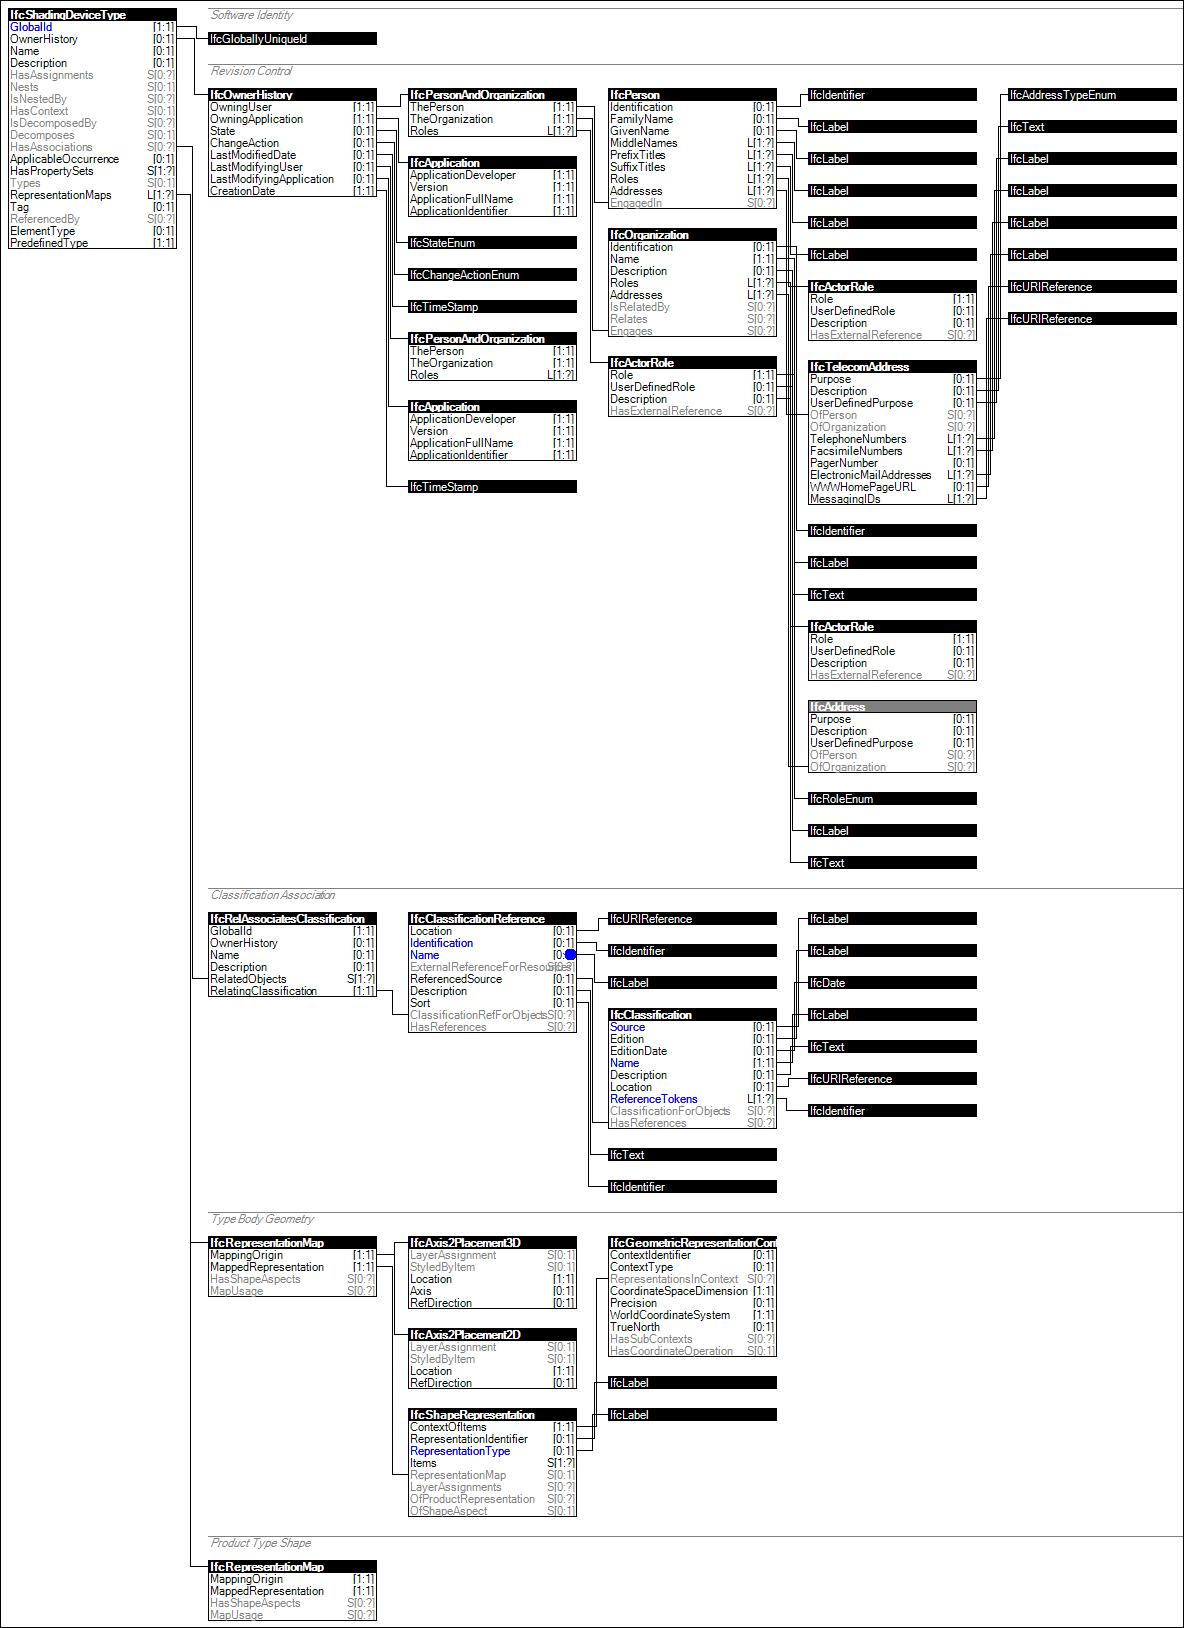 IfcShadingDeviceType
GlobalId [1:1]
OwnerHistory [0:1]
Name [0:1]
Description [0:1]
HasAssignments S[0:?]
Nests S[0:1]
IsNestedBy S[0:?]
HasContext S[0:1]
IsDecomposedBy S[0:?]
Decomposes S[0:1]
HasAssociations S[0:?]
ApplicableOccurrence [0:1]
HasPropertySets S[1:?]
Types S[0:1]
RepresentationMaps L[1:?]
Tag [0:1]
ReferencedBy S[0:?]
ElementType [0:1]
PredefinedType [1:1]
Software Identity
IfcGloballyUniqueId
Revision Control
IfcOwnerHistory
OwningUser [1:1]
OwningApplication [1:1]
State [0:1]
ChangeAction [0:1]
LastModifiedDate [0:1]
LastModifyingUser [0:1]
LastModifyingApplication [0:1]
CreationDate [1:1]
IfcPersonAndOrganization
ThePerson [1:1]
TheOrganization [1:1]
Roles L[1:?]
IfcApplication
ApplicationDeveloper [1:1]
Version [1:1]
ApplicationFullName [1:1]
ApplicationIdentifier [1:1]
IfcStateEnum
IfcChangeActionEnum
IfcTimeStamp
IfcPersonAndOrganization
ThePerson [1:1]
TheOrganization [1:1]
Roles L[1:?]
IfcApplication
ApplicationDeveloper [1:1]
Version [1:1]
ApplicationFullName [1:1]
ApplicationIdentifier [1:1]
IfcTimeStamp
IfcPerson
Identification [0:1]
FamilyName [0:1]
GivenName [0:1]
MiddleNames L[1:?]
PrefixTitles L[1:?]
SuffixTitles L[1:?]
Roles L[1:?]
Addresses L[1:?]
EngagedIn S[0:?]
IfcOrganization
Identification [0:1]
Name [1:1]
Description [0:1]
Roles L[1:?]
Addresses L[1:?]
IsRelatedBy S[0:?]
Relates S[0:?]
Engages S[0:?]
IfcActorRole
Role [1:1]
UserDefinedRole [0:1]
Description [0:1]
HasExternalReference S[0:?]
IfcIdentifier
IfcLabel
IfcLabel
IfcLabel
IfcLabel
IfcLabel
IfcActorRole
Role [1:1]
UserDefinedRole [0:1]
Description [0:1]
HasExternalReference S[0:?]
IfcTelecomAddress
Purpose [0:1]
Description [0:1]
UserDefinedPurpose [0:1]
OfPerson S[0:?]
OfOrganization S[0:?]
TelephoneNumbers L[1:?]
FacsimileNumbers L[1:?]
PagerNumber [0:1]
ElectronicMailAddresses L[1:?]
WWWHomePageURL [0:1]
MessagingIDs L[1:?]
IfcIdentifier
IfcLabel
IfcText
IfcActorRole
Role [1:1]
UserDefinedRole [0:1]
Description [0:1]
HasExternalReference S[0:?]
IfcAddress
Purpose [0:1]
Description [0:1]
UserDefinedPurpose [0:1]
OfPerson S[0:?]
OfOrganization S[0:?]
IfcRoleEnum
IfcLabel
IfcText
IfcAddressTypeEnum
IfcText
IfcLabel
IfcLabel
IfcLabel
IfcLabel
IfcURIReference
IfcURIReference
Classification Association
IfcRelAssociatesClassification
GlobalId [1:1]
OwnerHistory [0:1]
Name [0:1]
Description [0:1]
RelatedObjects S[1:?]
RelatingClassification [1:1]
IfcClassificationReference
Location [0:1]
Identification [0:1]
Name [0:
ExternalReferenceForResources S[0:?]
ReferencedSource [0:1]
Description [0:1]
Sort [0:1]
ClassificationRefForObjects S[0:?]
HasReferences S[0:?]
IfcURIReference
IfcIdentifier
IfcLabel
IfcClassification
Source [0:1]
Edition [0:1]
EditionDate [0:1]
Name [1:1]
Description [0:1]
Location [0:1]
ReferenceTokens L[1:?]
ClassificationForObjects S[0:?]
HasReferences S[0:?]
IfcText
IfcIdentifier
IfcLabel
IfcLabel
IfcDate
IfcLabel
IfcText
IfcURIReference
IfcIdentifier
Type Body Geometry
IfcRepresentationMap
MappingOrigin [1:1]
MappedRepresentation [1:1]
HasShapeAspects S[0:?]
MapUsage S[0:?]
IfcAxis2Placement3D
LayerAssignment S[0:1]
StyledByItem S[0:1]
Location [1:1]
Axis [0:1]
RefDirection [0:1]
IfcAxis2Placement2D
LayerAssignment S[0:1]
StyledByItem S[0:1]
Location [1:1]
RefDirection [0:1]
IfcShapeRepresentation
ContextOfItems [1:1]
RepresentationIdentifier [0:1]
RepresentationType [0:1]
Items S[1:?]
RepresentationMap S[0:1]
LayerAssignments S[0:?]
OfProductRepresentation S[0:?]
OfShapeAspect S[0:1]
IfcGeometricRepresentationCon
ContextIdentifier [0:1]
ContextType [0:1]
RepresentationsInContext S[0:?]
CoordinateSpaceDimension [1:1]
Precision [0:1]
WorldCoordinateSystem [1:1]
TrueNorth [0:1]
HasSubContexts S[0:?]
HasCoordinateOperation S[0:1]
IfcLabel
IfcLabel
Product Type Shape
IfcRepresentationMap
MappingOrigin [1:1]
MappedRepresentation [1:1]
HasShapeAspects S[0:?]
MapUsage S[0:?]